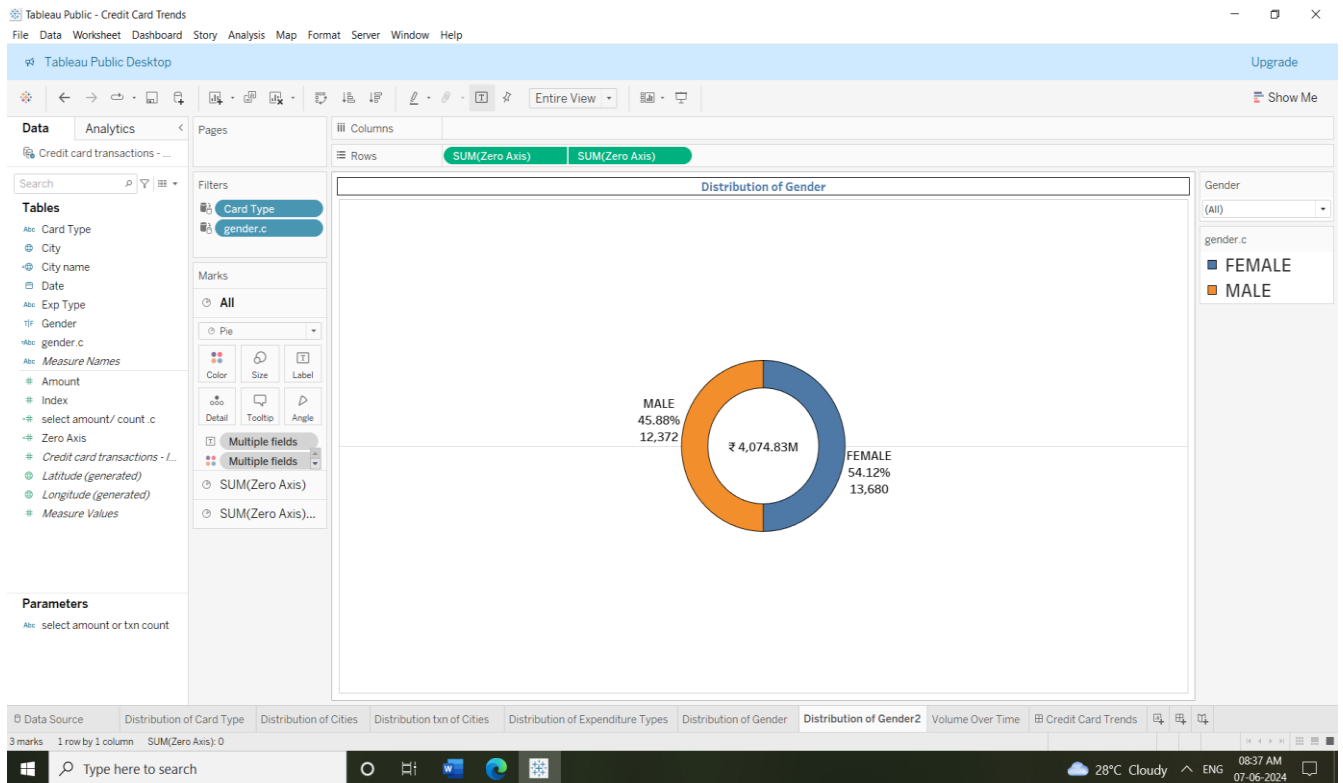 Tableau Public - Credit Card Trends
File Data Worksheet Dashboard Story Analysis Map Format Server Window Help
Tableau Public Desktop
Upgrade
Entire View
Show Me
Data
Analytics
Credit card transactions - ...
Search
Tables
Abc Card Type
City
City name
Date
Abc Exp Type
T|F Gender
Abc gender.c
Abc Measure Names
# Amount
# Index
# select amount/ count .c
# Zero Axis
# Credit card transactions - I...
Latitude (generated)
Longitude (generated)
# Measure Values
Parameters
Abc select amount or txn count
Pages
Filters
Card Type
gender.c
Marks
All
Pie
Color
Size
Label
Detail
Tooltip
Angle
Multiple fields
Multiple fields
SUM(Zero Axis)
SUM(Zero Axis)...
Columns
Rows
SUM(Zero Axis)
SUM(Zero Axis)
Distribution of Gender
MALE
45.88%
12,372
₹ 4,074.83M
FEMALE
54.12%
13,680
Gender
(All)
gender.c
FEMALE
MALE
Data Source
Distribution of Card Type
Distribution of Cities
Distribution txn of Cities
Distribution of Expenditure Types
Distribution of Gender
Distribution of Gender2
Volume Over Time
Credit Card Trends
3 marks 1 row by 1 column SUM(Zero Axis): 0
Type here to search
28°C Cloudy
ENG
08:37 AM
07-06-2024